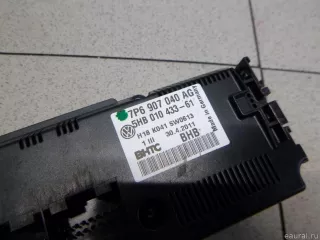 7P6 907 040 AG
5HB 010 433-61
H18 K041 SW0613
1 III 30.4.2011
BHTC BHB
Made in Germany
© eaural.ru